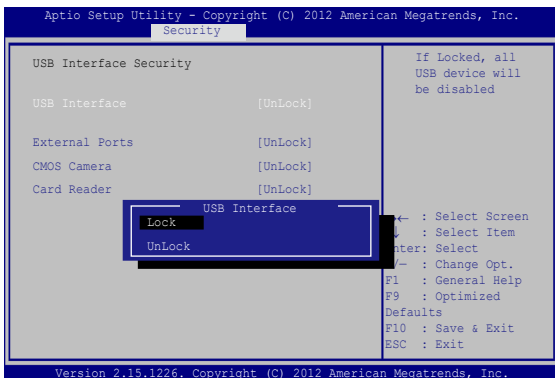 Aptio Setup Utility - Copyright (C) 2012 American Megatrends, Inc.
Security
USB Interface Security
USB Interface [UnLock]
External Ports [UnLock]
CMOS Camera [UnLock]
Card Reader [UnLock]
USB Interface
Lock
UnLock
If Locked, all
USB device will
be disabled
→← : Select Screen
↓ : Select Item
nter: Select
/— : Change Opt.
F1 : General Help
F9 : Optimized
Defaults
F10 : Save & Exit
ESC : Exit
Version 2.15.1226. Copyright (C) 2012 American Megatrends, Inc.